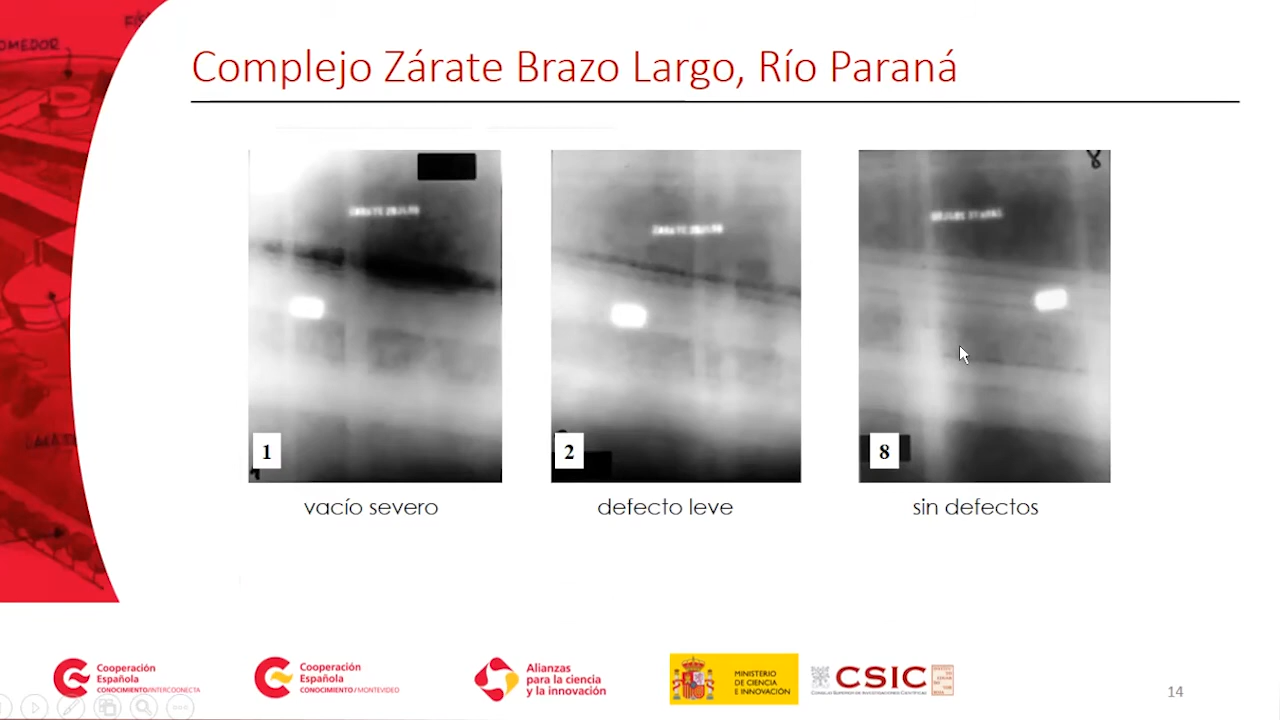 Complejo Zárate Brazo Largo, Río Paraná
8
1
2
8
vacío severo
defecto leve
sin defectos
Cooperación
Española
CONOCIMIENTO/INTERCOONECTA
Cooperación
Española
CONOCIMIENTO/MONTEVIDEO
Alianzas
para la ciencia
y la innovación
MINISTERIO
DE CIENCIA
E INNOVACIÓN
CSIC
CONSEJO SUPERIOR DE INVESTIGACIONES CIENTÍFICAS
14